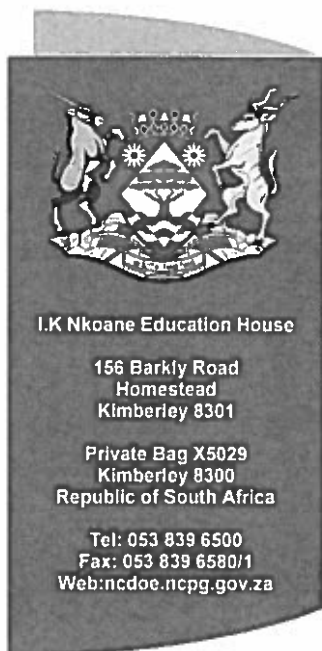 I.K Nkoane Education House
156 Barkly Road
Homestead
Kimberley 8301
Private Bag X5029
Kimberley 8300
Republic of South Africa
Tel: 053 839 6500
Fax: 053 839 6580/1
Web:ncdoe.ncpg.gov.za